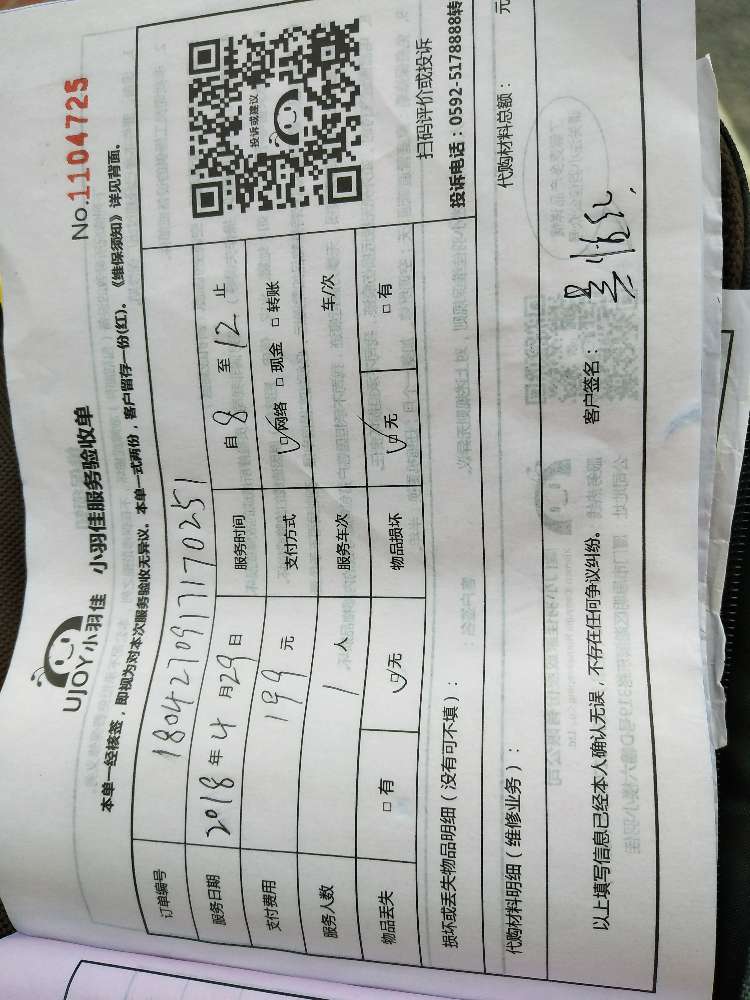 UJOY小羽佳 小羽佳服务验收单
No.1104725
本单一经核签，即视为对本次服务验收无异议。本单一式两份，客户留存一份(红)。《维保须知》详见背面。
订单编号 1804270917170251
服务日期 2018年4月29日 服务时间 自8至12止
支付费用 199元 支付方式 ☑网络 □现金 □转账
服务人数 1人 服务车次 车/次
物品丢失 □有 ☑无 物品损坏 ☑无 □有
投诉或建议
扫码评价或投诉
投诉电话：0592-5178888转
损坏或丢失物品明细（没有可不填）：
代购材料明细（维修业务）： 代购材料总额： 元
以上填写信息已经本人确认无误，不存在任何争议纠纷。 客户签名：